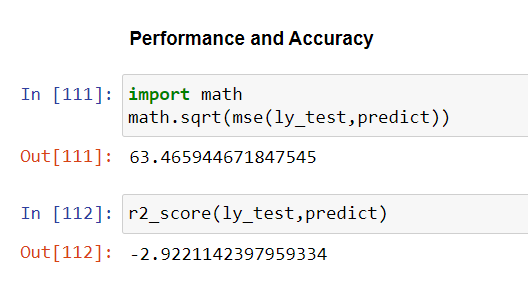 Performance and Accuracy
In [111]: import math
math.sqrt(mse(ly_test,predict))
Out[111]: 63.465944671847545
In [112]: r2_score(ly_test,predict)
Out[112]: -2.9221142397959334